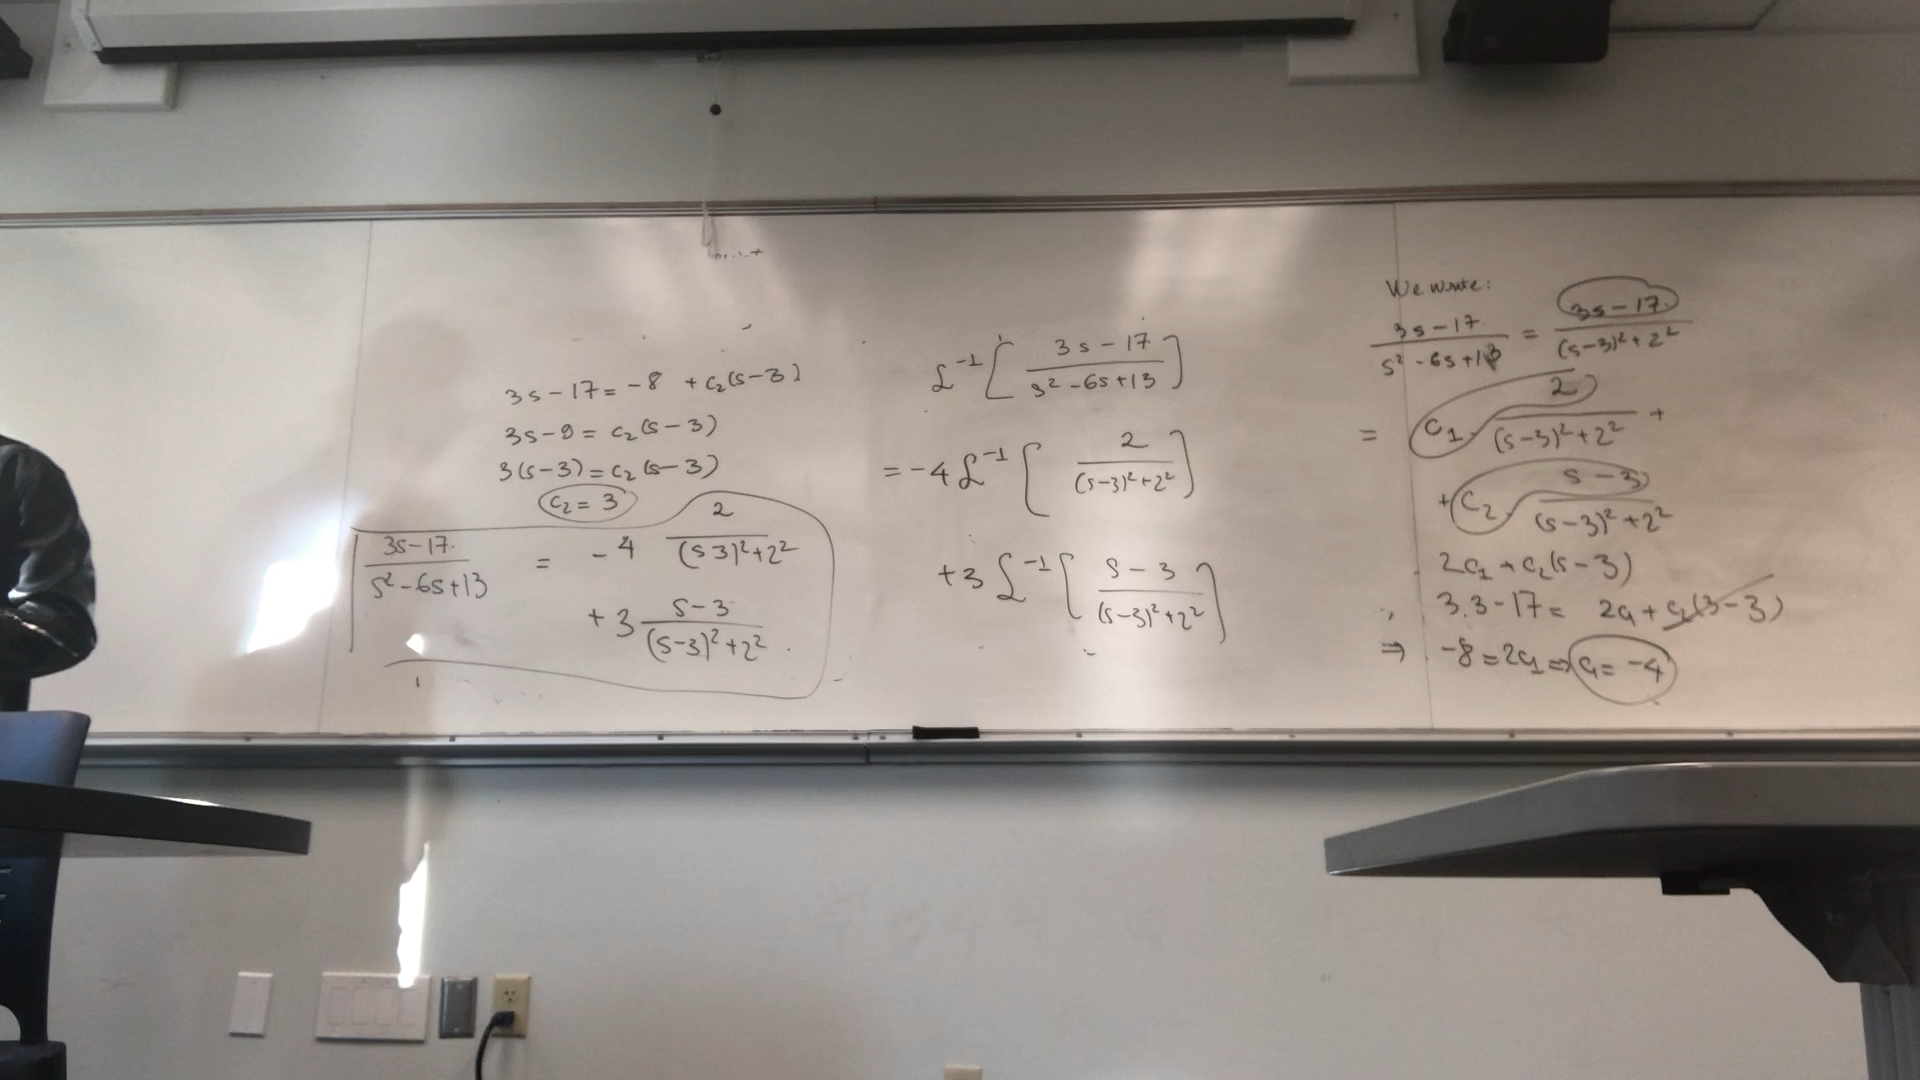 3s-17 = -8 + c₂(s-3)
3s-9 = c₂(s-3)
3(s-3) = c₂(s-3)
c₂ = 3
(3s-17)/(s²-6s+13) = -4 2/((s 3)²+2²)
+3 (s-3)/((s-3)²+2²).
£⁻¹[(3s-17)/(s²-6s+13)]
= -4 £⁻¹[2/((s-3)²+2²)]
+3 £⁻¹[(s-3)/((s-3)²+2²)]
We write:
(3s-17)/(s²-6s+13) = (3s-17)/((s-3)²+2²)
= c₁ · 2/((s-3)²+2²) +
+ c₂ · (s-3)/((s-3)²+2²)
2c₁ + c₂(s-3)
3.3-17 = 2c₁ + c₂(3-3)
⇒ -8 = 2c₁ ⇒ c₁ = -4